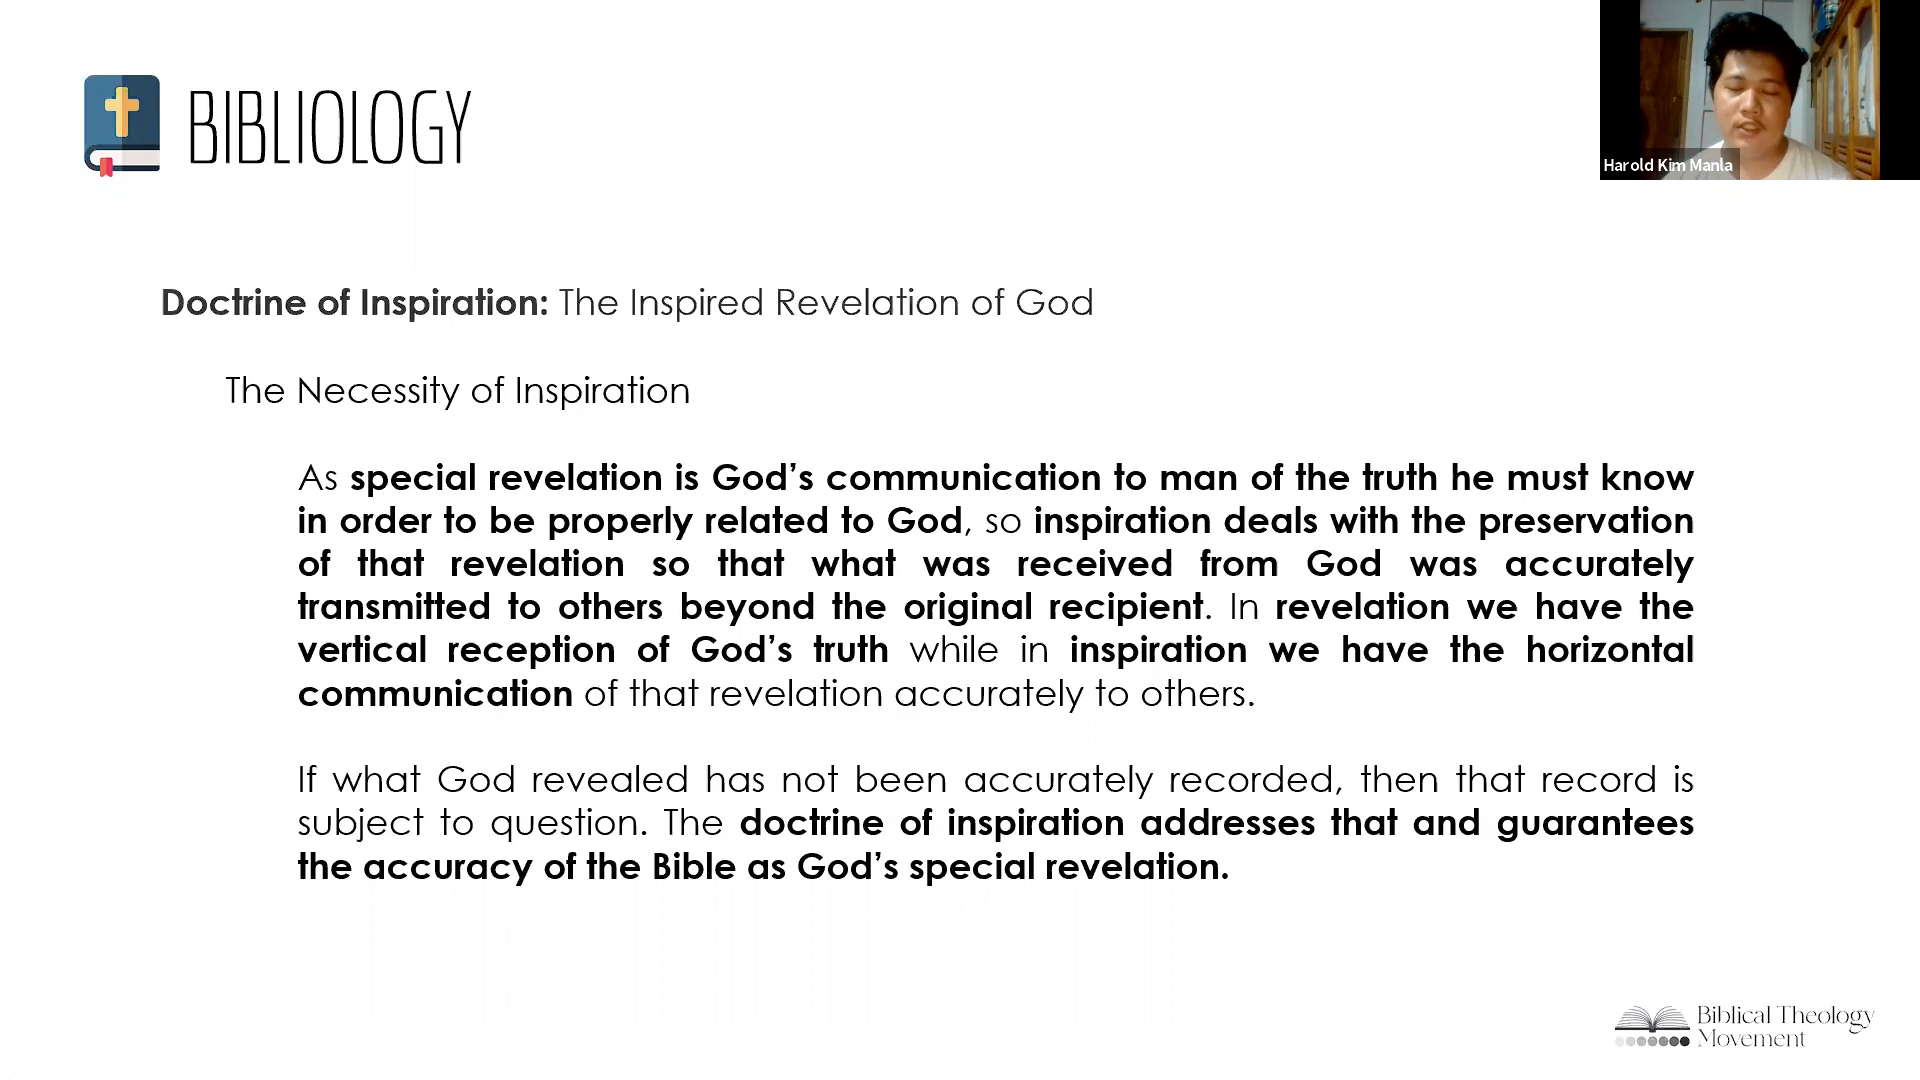 BIBLIOLOGY
Harold Kim Manla
Doctrine of Inspiration: The Inspired Revelation of God
The Necessity of Inspiration
As special revelation is God’s communication to man of the truth he must know
in order to be properly related to God, so inspiration deals with the preservation
of that revelation so that what was received from God was accurately
transmitted to others beyond the original recipient. In revelation we have the
vertical reception of God’s truth while in inspiration we have the horizontal
communication of that revelation accurately to others.
If what God revealed has not been accurately recorded, then that record is
subject to question. The doctrine of inspiration addresses that and guarantees
the accuracy of the Bible as God’s special revelation.
Biblical Theology
Movement